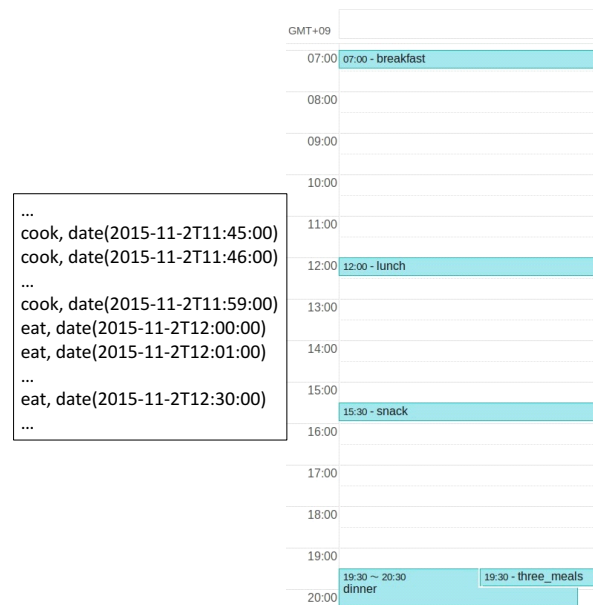 ...
cook, date(2015-11-2T11:45:00)
cook, date(2015-11-2T11:46:00)
...
cook, date(2015-11-2T11:59:00)
eat, date(2015-11-2T12:00:00)
eat, date(2015-11-2T12:01:00)
...
eat, date(2015-11-2T12:30:00)
...
GMT+09
07:00 07:00 - breakfast
08:00
09:00
10:00
11:00
12:00 12:00 - lunch
13:00
14:00
15:00
15:30 - snack
16:00
17:00
18:00
19:00
19:30 ～ 20:30 19:30 - three_meals
dinner
20:00